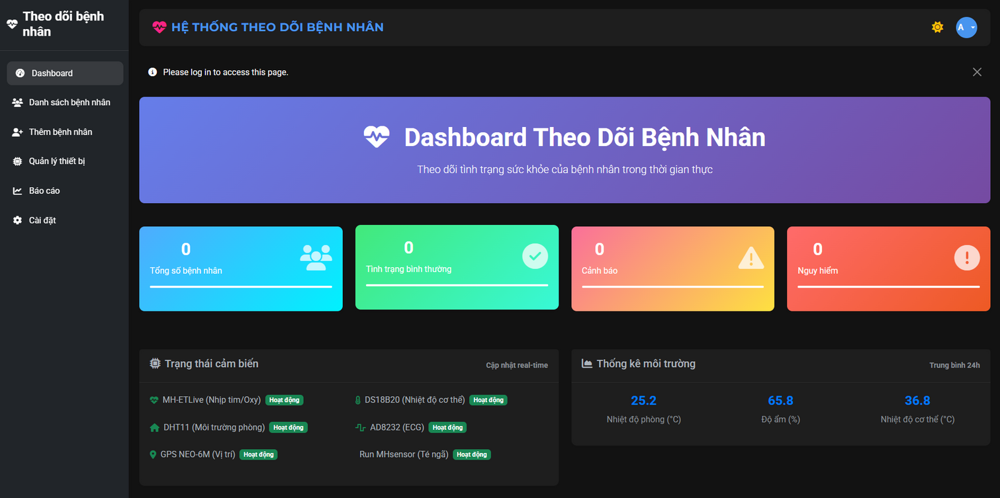 Theo dõi bệnh
nhân
HỆ THỐNG THEO DÕI BỆNH NHÂN
A
Please log in to access this page.
Dashboard
Danh sách bệnh nhân
Thêm bệnh nhân
Quản lý thiết bị
Báo cáo
Cài đặt
Dashboard Theo Dõi Bệnh Nhân
Theo dõi tình trạng sức khỏe của bệnh nhân trong thời gian thực
0
Tổng số bệnh nhân
0
Tình trạng bình thường
0
Cảnh báo
0
Nguy hiểm
Trạng thái cảm biến
Cập nhật real-time
MH-ETLive (Nhịp tim/Oxy) Hoạt động
DS18B20 (Nhiệt độ cơ thể) Hoạt động
DHT11 (Môi trường phòng) Hoạt động
AD8232 (ECG) Hoạt động
GPS NEO-6M (Vị trí) Hoạt động
Run MHsensor (Té ngã) Hoạt động
Thống kê môi trường
Trung bình 24h
25.2
Nhiệt độ phòng (°C)
65.8
Độ ẩm (%)
36.8
Nhiệt độ cơ thể (°C)